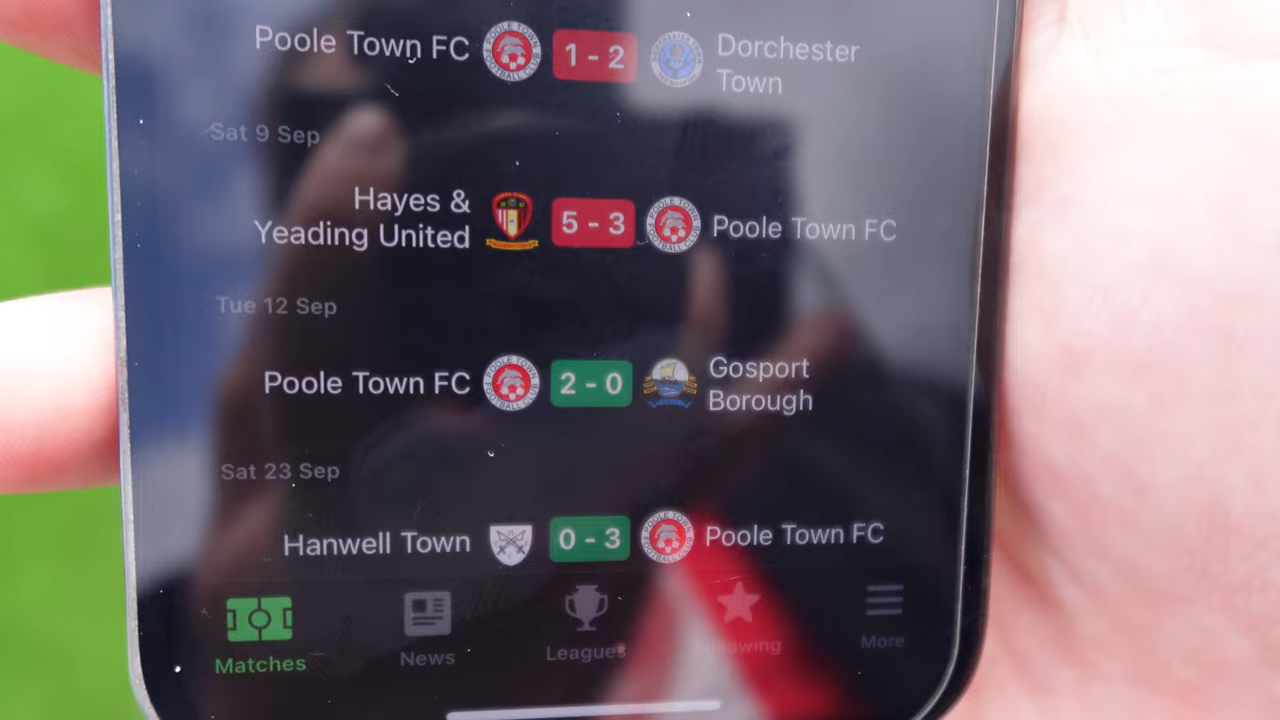 Poole Town FC 1 - 2 Dorchester
Town
Sat 9 Sep
Hayes &
Yeading United 5 - 3 Poole Town FC
Tue 12 Sep
Poole Town FC 2 - 0 Gosport
Borough
Sat 23 Sep
Hanwell Town 0 - 3 Poole Town FC
Matches News Leagues Following More